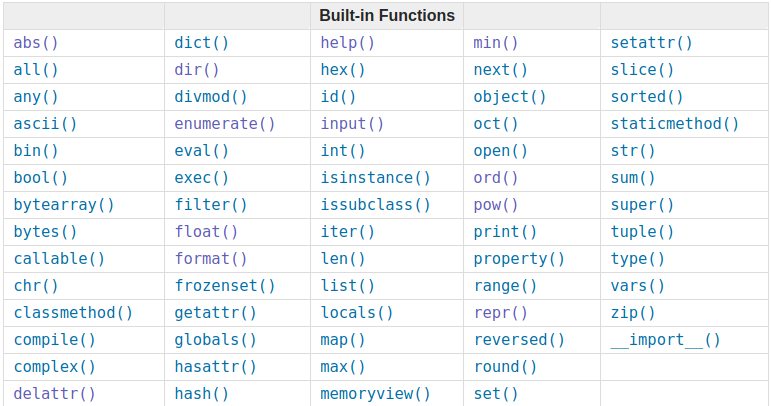 Built-in Functions
abs() dict() help() min() setattr()
all() dir() hex() next() slice()
any() divmod() id() object() sorted()
ascii() enumerate() input() oct() staticmethod()
bin() eval() int() open() str()
bool() exec() isinstance() ord() sum()
bytearray() filter() issubclass() pow() super()
bytes() float() iter() print() tuple()
callable() format() len() property() type()
chr() frozenset() list() range() vars()
classmethod() getattr() locals() repr() zip()
compile() globals() map() reversed() __import__()
complex() hasattr() max() round()
delattr() hash() memoryview() set()